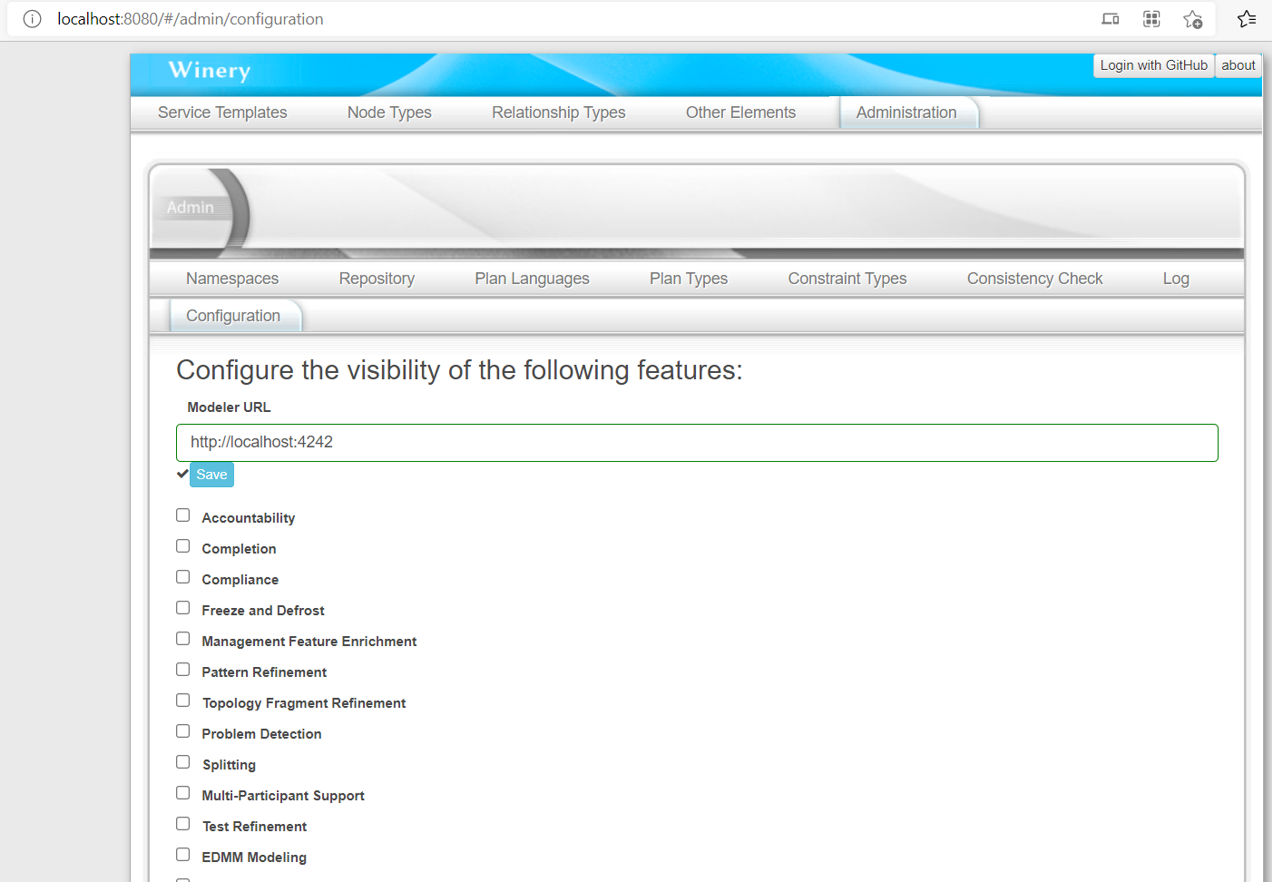 localhost:8080/#/admin/configuration
Winery
Login with GitHub about
Service Templates Node Types Relationship Types Other Elements Administration
Admin
Namespaces Repository Plan Languages Plan Types Constraint Types Consistency Check Log
Configuration
Configure the visibility of the following features:
Modeler URL
http://localhost:4242
Save
Accountability
Completion
Compliance
Freeze and Defrost
Management Feature Enrichment
Pattern Refinement
Topology Fragment Refinement
Problem Detection
Splitting
Multi-Participant Support
Test Refinement
EDMM Modeling